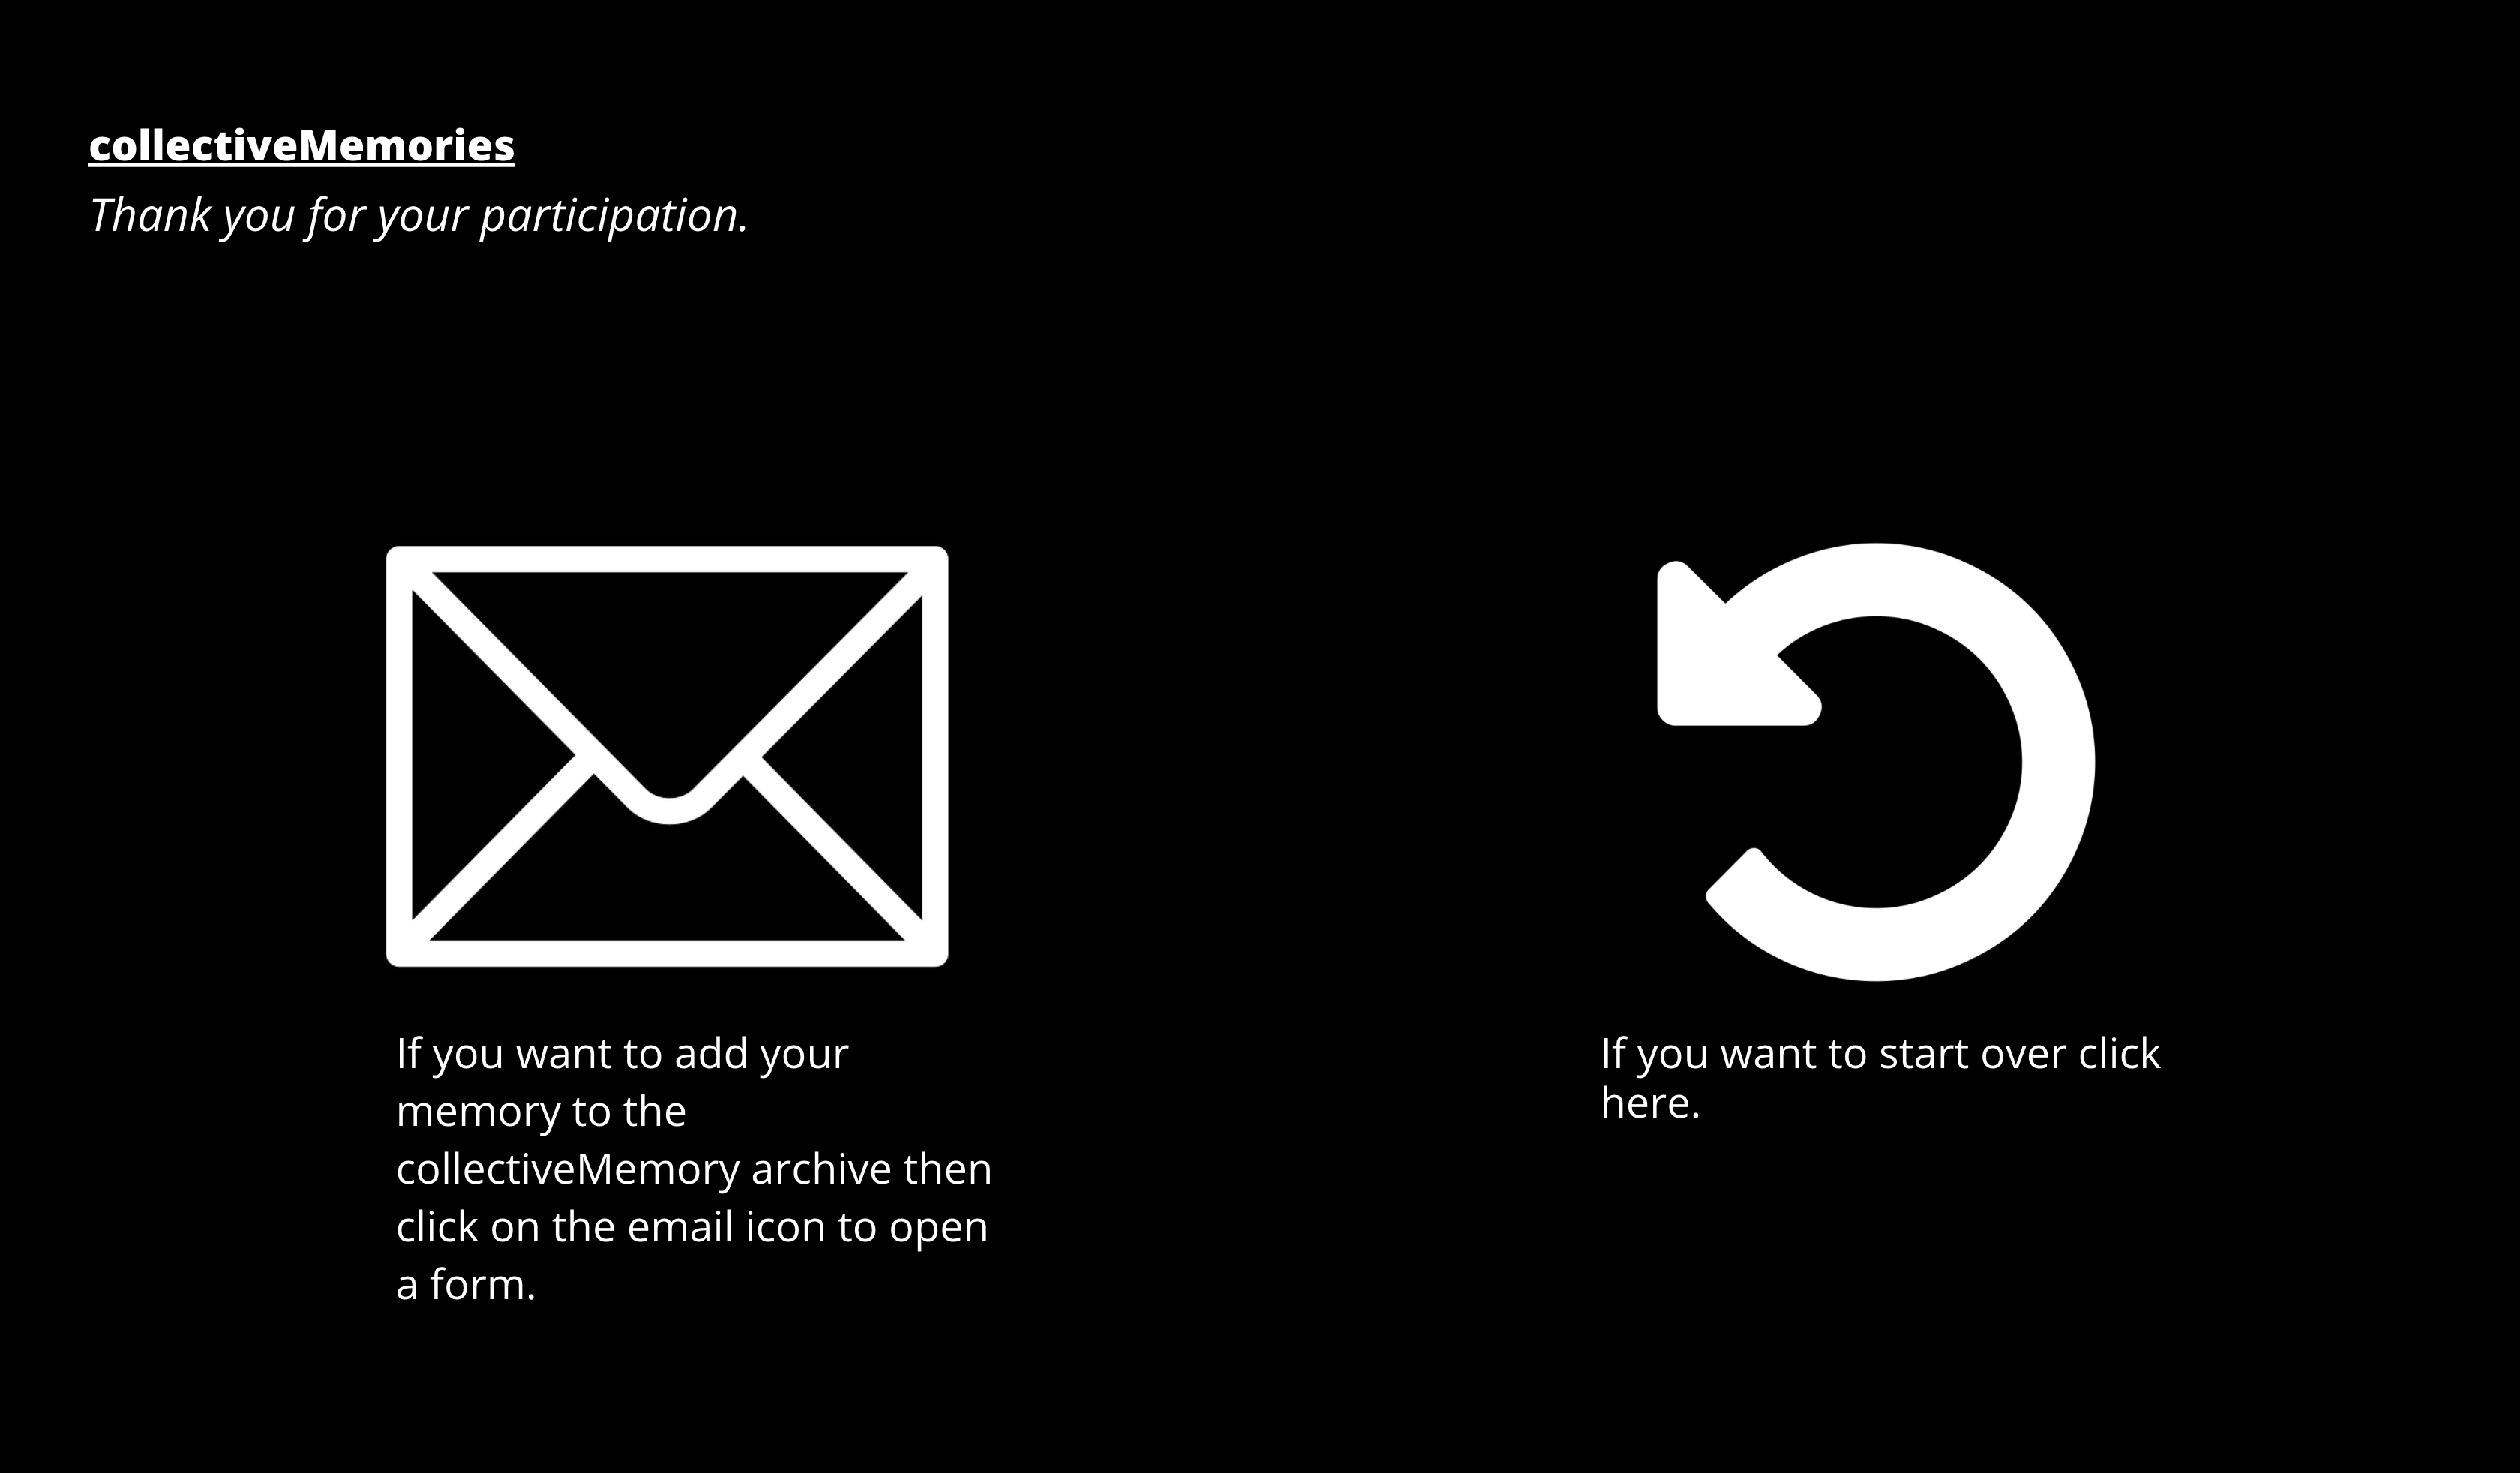 collectiveMemories
Thank you for your participation.
If you want to add your
memory to the
collectiveMemory archive then
click on the email icon to open
a form.
If you want to start over click
here.